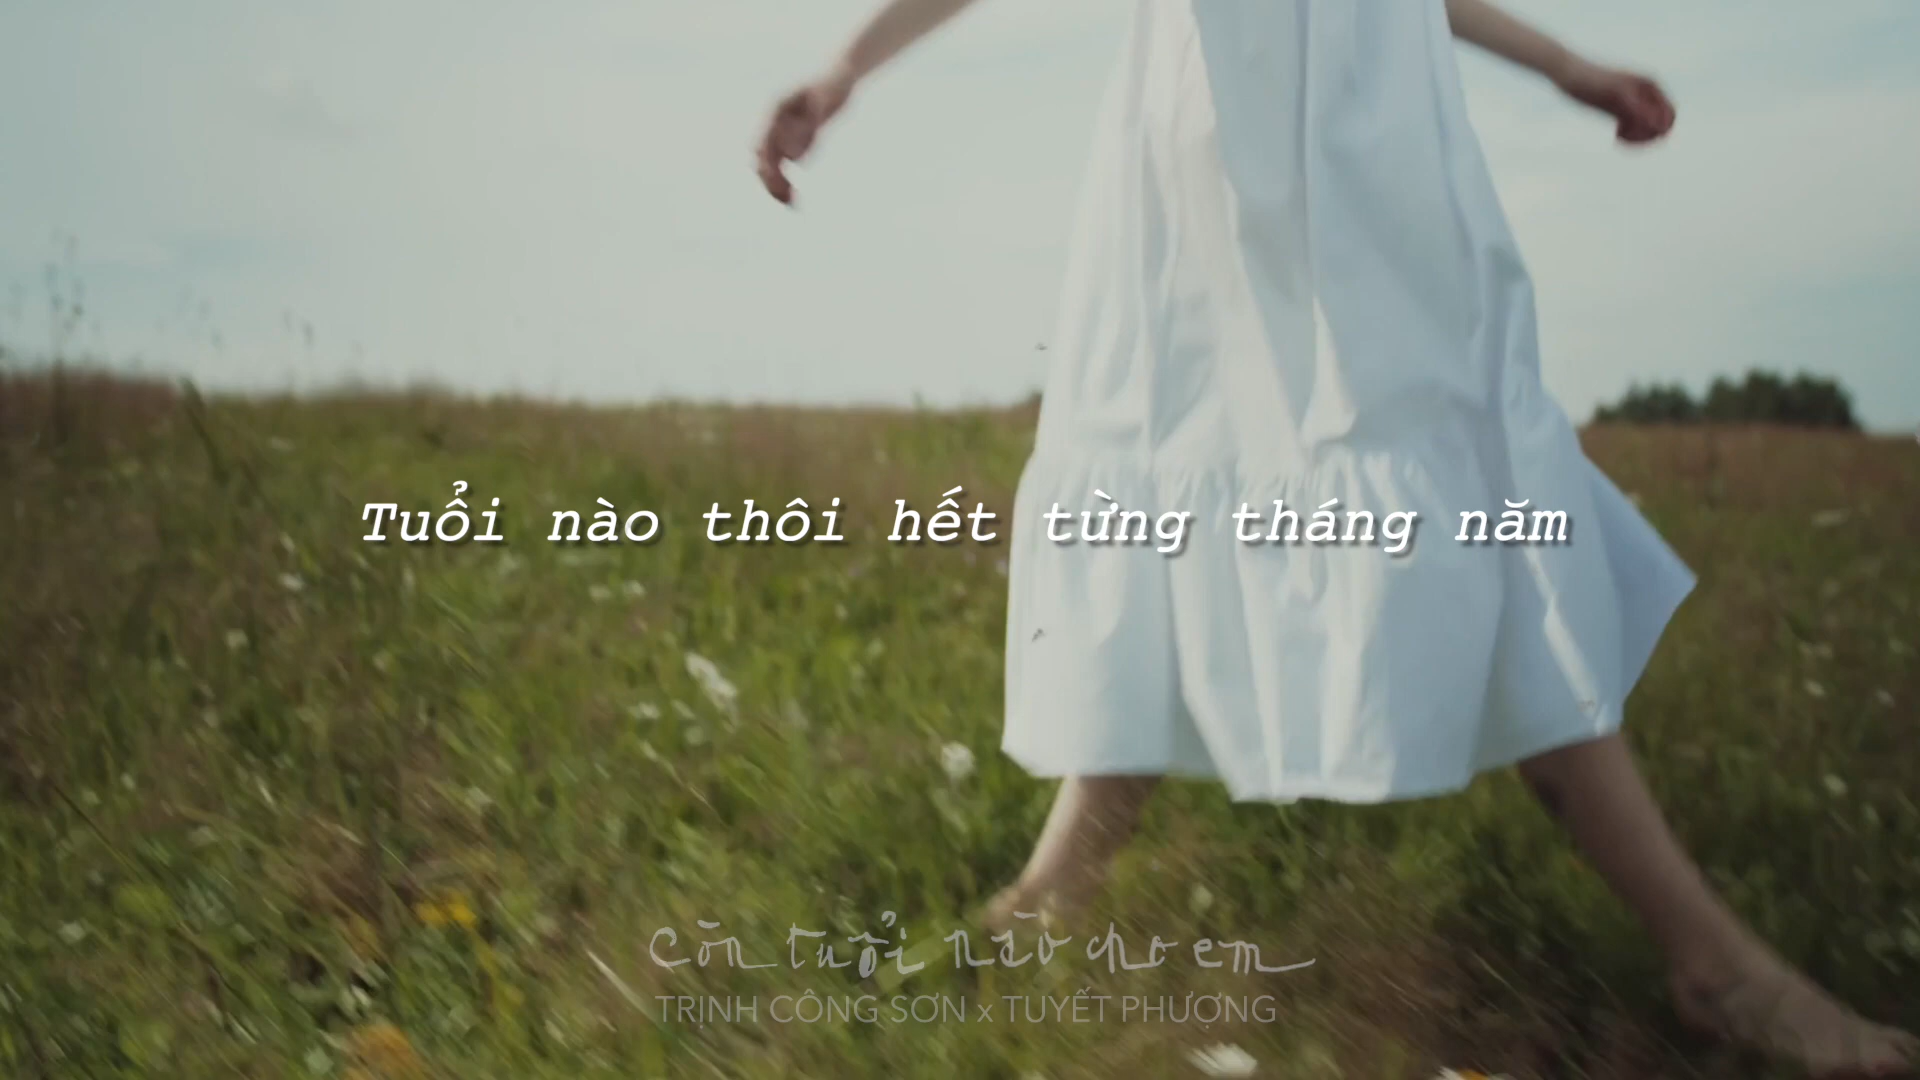 Tuổi nào thôi hết từng tháng năm
Còn tuổi nào cho em
TRỊNH CÔNG SƠN x TUYẾT PHƯỢNG